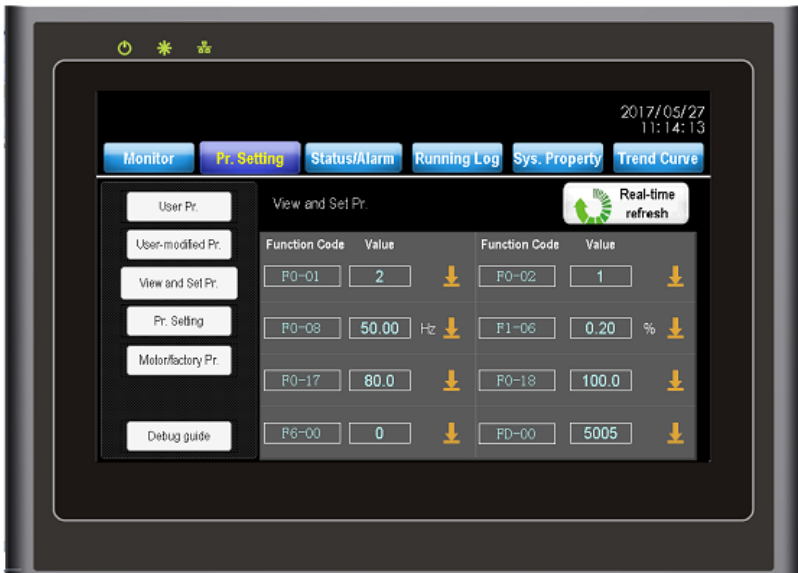 2017/05/27
11:14:13
Monitor Pr. Setting Status/Alarm Running Log Sys. Property Trend Curve
User Pr.
User-modified Pr.
View and Set Pr.
Pr. Setting
Motor/factory Pr.
Debug guide
View and Set Pr.
Real-time
refresh
Function Code Value Function Code Value
F0-01 2 F0-02 1
F0-08 50.00 Hz F1-06 0.20 %
F0-17 80.0 F0-18 100.0
F6-00 0 FD-00 5005